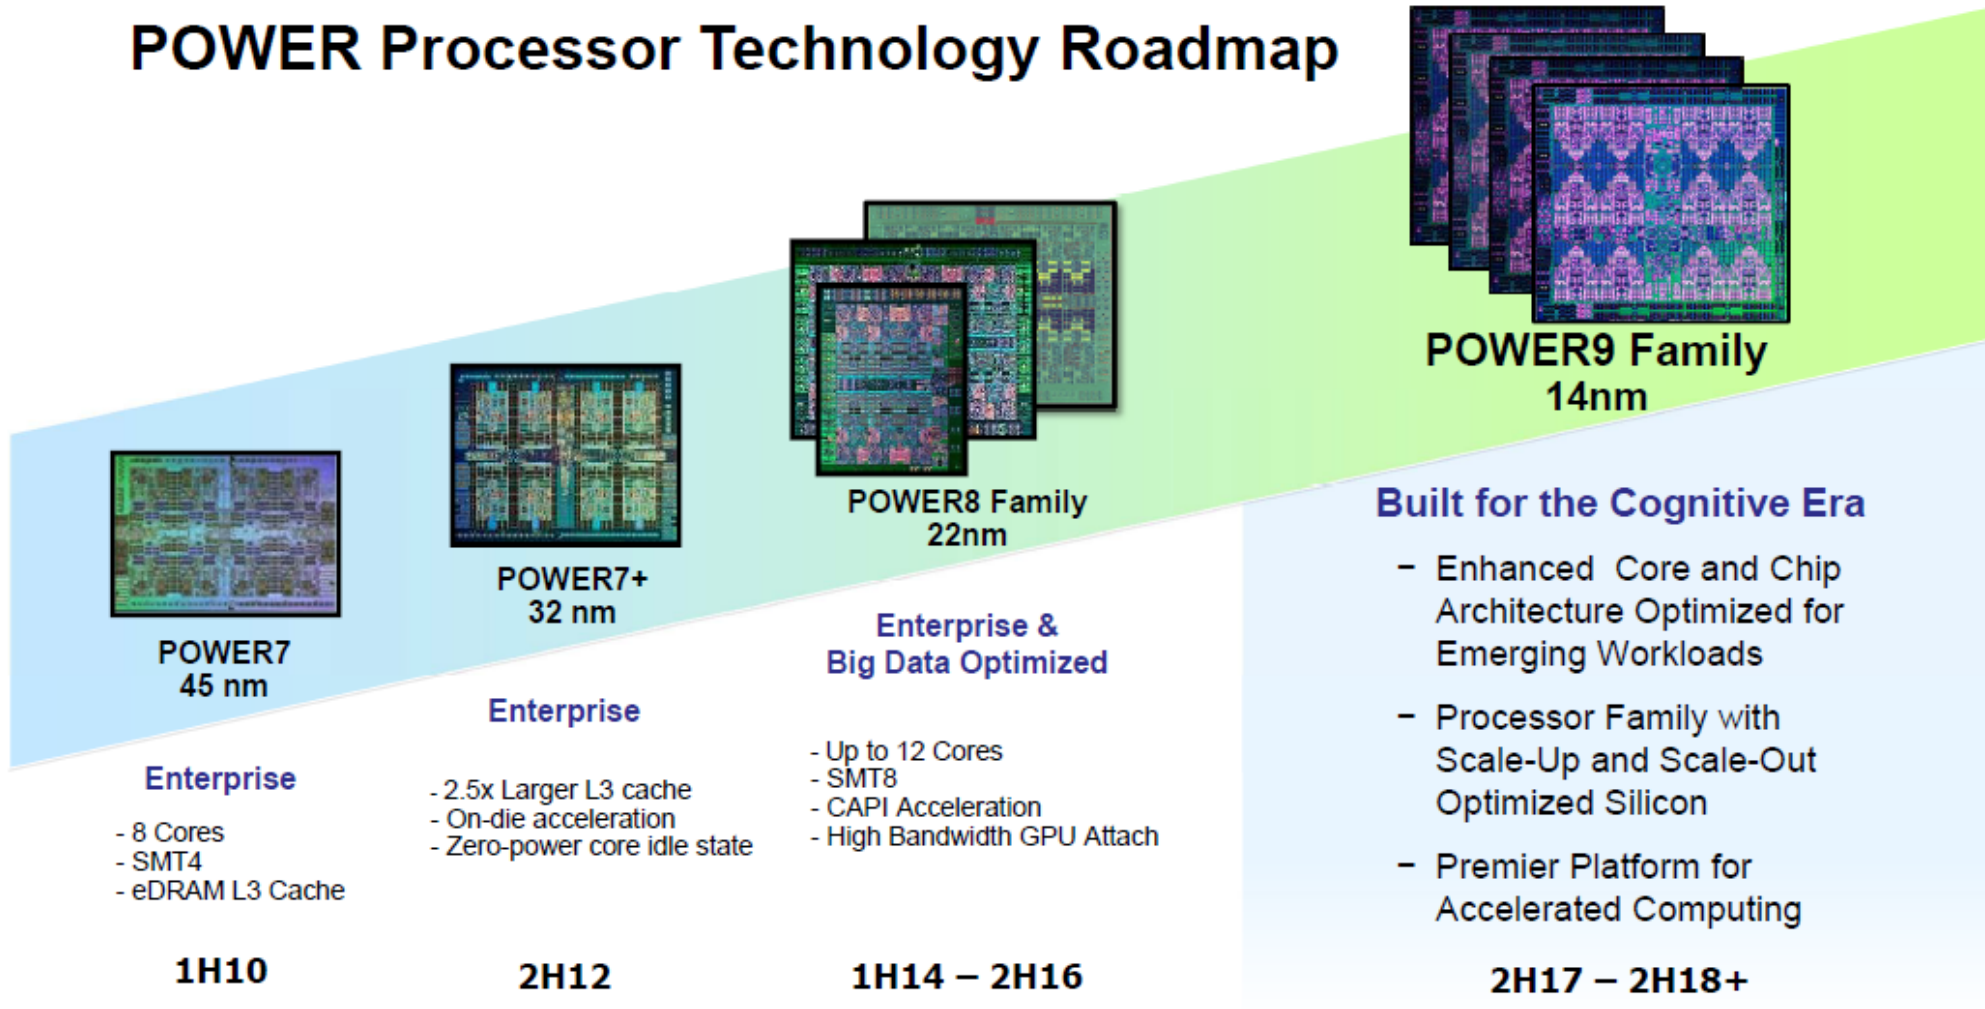 POWER Processor Technology Roadmap
POWER7
45 nm
Enterprise
- 8 Cores
- SMT4
- eDRAM L3 Cache
1H10
POWER7+
32 nm
Enterprise
- 2.5x Larger L3 cache
- On-die acceleration
- Zero-power core idle state
2H12
POWER8 Family
22nm
Enterprise &
Big Data Optimized
- Up to 12 Cores
- SMT8
- CAPI Acceleration
- High Bandwidth GPU Attach
1H14 – 2H16
POWER9 Family
14nm
Built for the Cognitive Era
– Enhanced Core and Chip
Architecture Optimized for
Emerging Workloads
– Processor Family with
Scale-Up and Scale-Out
Optimized Silicon
– Premier Platform for
Accelerated Computing
2H17 – 2H18+